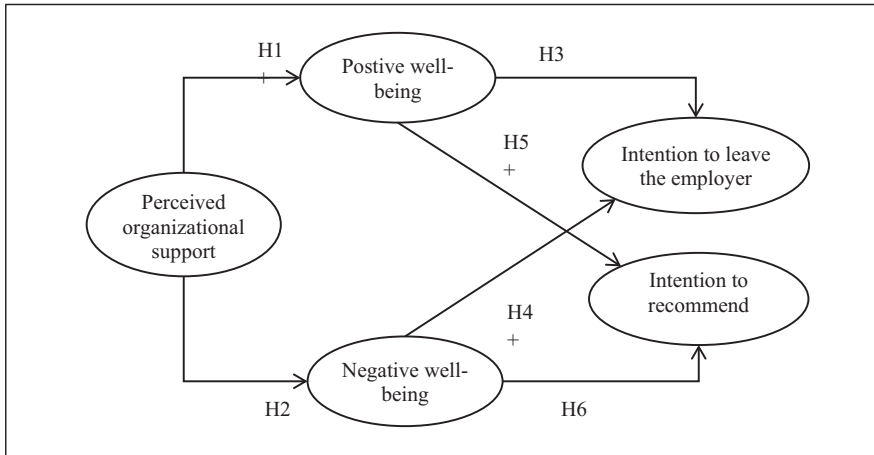 H1
+
Postive well-
being
H3
H5
+
Intention to leave
the employer
Perceived
organizational
support
Intention to
recommend
H4
+
Negative well-
being
H2
H6